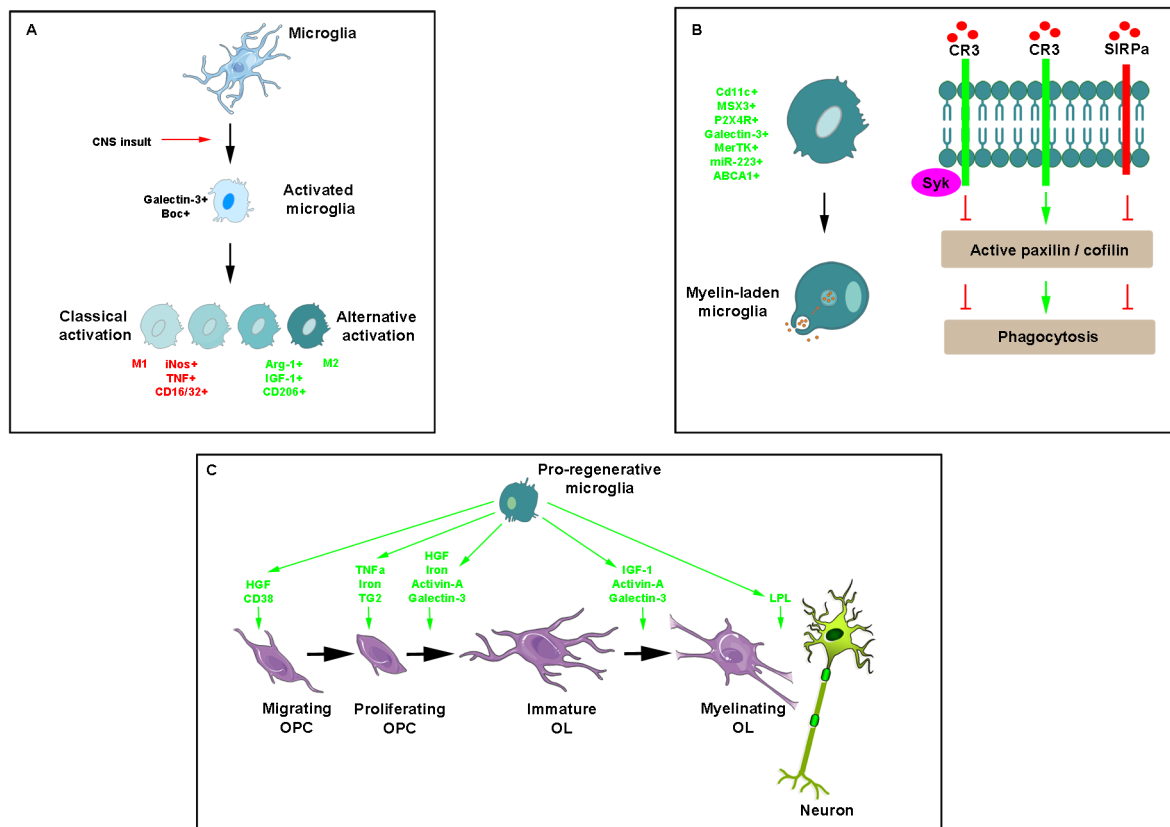 A
Microglia
CNS insult
Galectin-3+
Boc+
Activated
microglia
Classical
activation
Alternative
activation
M1
iNos+
TNF+
CD16/32+
Arg-1+
IGF-1+
CD206+
M2
B
Cd11c+
MSX3+
P2X4R+
Galectin-3+
MerTK+
miR-223+
ABCA1+
Myelin-laden
microglia
CR3
CR3
SIRPa
Syk
Active paxilin / cofilin
Phagocytosis
C
Pro-regenerative
microglia
HGF
CD38
TNFa
Iron
TG2
HGF
Iron
Activin-A
Galectin-3
IGF-1
Activin-A
Galectin-3
LPL
Migrating
OPC
Proliferating
OPC
Immature
OL
Myelinating
OL
Neuron